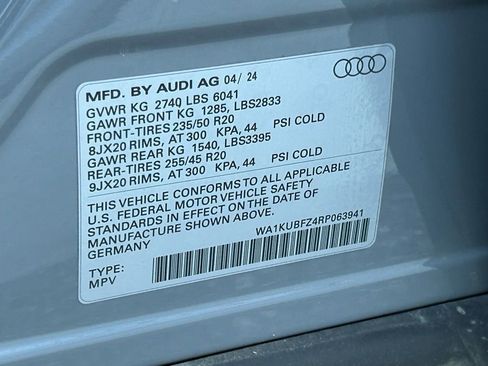 MFD. BY AUDI AG 04/ 24
GVWR KG 2740 LBS 6041
GAWR FRONT KG 1285, LBS2833
FRONT-TIRES 235/50 R20
8JX20 RIMS, AT 300 KPA, 44 PSI COLD
GAWR REAR KG 1540, LBS3395
REAR-TIRES 255/45 R20
9JX20 RIMS, AT 300 KPA, 44 PSI COLD
THIS VEHICLE CONFORMS TO ALL APPLICABLE
U.S. FEDERAL MOTOR VEHICLE SAFETY
STANDARDS IN EFFECT ON THE DATE OF
MANUFACTURE SHOWN ABOVE.
GERMANY
WA1KUBFZ4RP063941
TYPE:
MPV